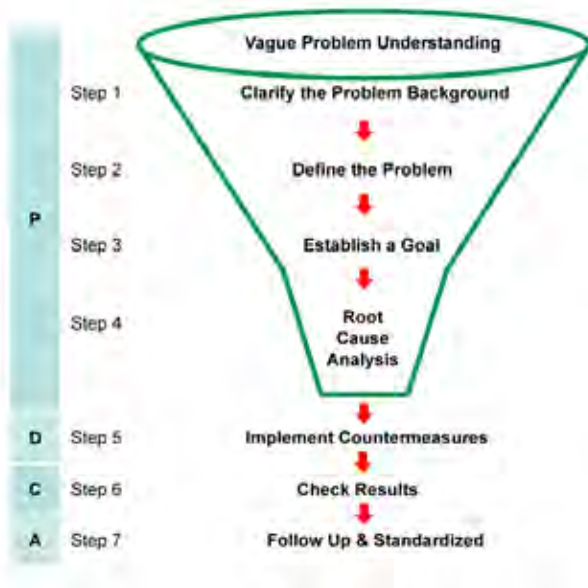 Vague Problem Understanding
Step 1 Clarify the Problem Background
Step 2 Define the Problem
P
Step 3 Establish a Goal
Step 4 Root
Cause
Analysis
D Step 5 Implement Countermeasures
C Step 6 Check Results
A Step 7 Follow Up & Standardized